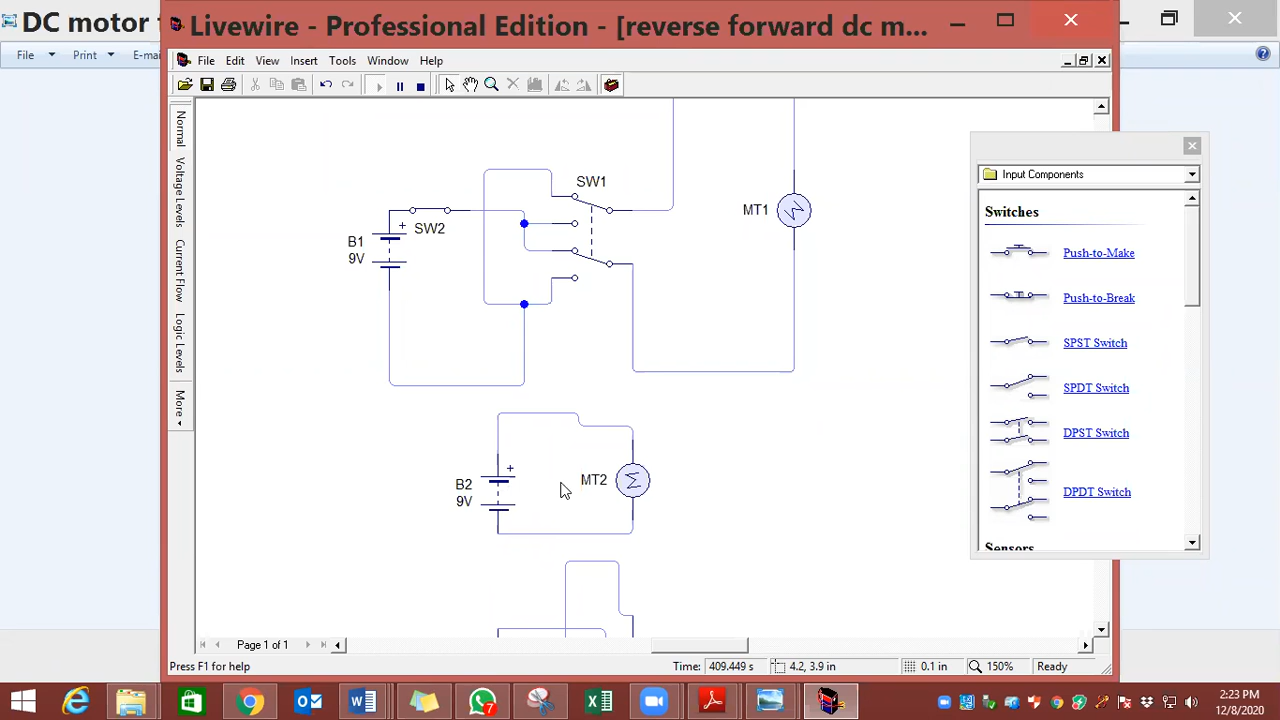 DC motor
Livewire - Professional Edition - [reverse forward dc m...
File Print E-mai
File Edit View Insert Tools Window Help
Normal
Voltage Levels
Current Flow
Logic Levels
More
SW1
SW2
B1
9V
MT1
B2
9V
MT2
Input Components
Switches
Push-to-Make
Push-to-Break
SPST Switch
SPDT Switch
DPST Switch
DPDT Switch
Sensors
Page 1 of 1
Press F1 for help
Time: 409.449 s
4.2, 3.9 in
0.1 in
150%
Ready
7
2:23 PM
12/8/2020